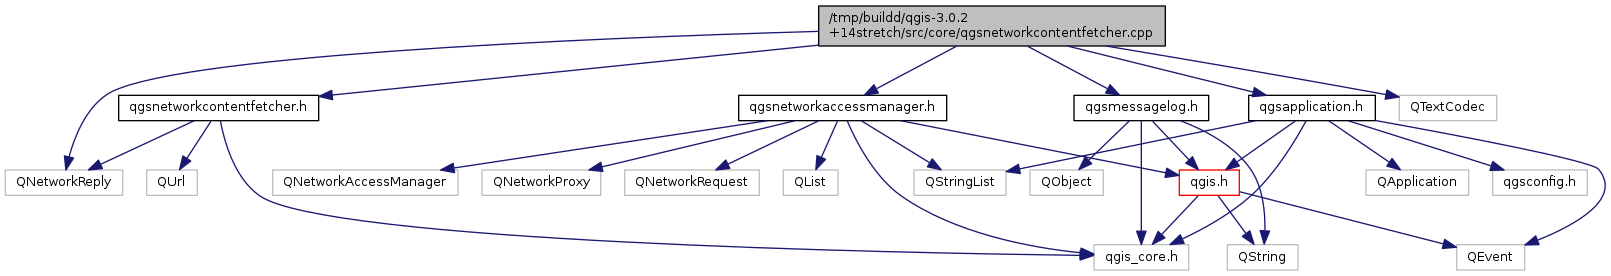 /tmp/buildd/qgis-3.0.2
+14stretch/src/core/qgsnetworkcontentfetcher.cpp
qgsnetworkcontentfetcher.h
qgsnetworkaccessmanager.h
qgsmessagelog.h
qgsapplication.h
QTextCodec
QNetworkReply
QUrl
QNetworkAccessManager
QNetworkProxy
QNetworkRequest
QList
QStringList
QObject
qgis.h
QApplication
qgsconfig.h
qgis_core.h
QString
QEvent